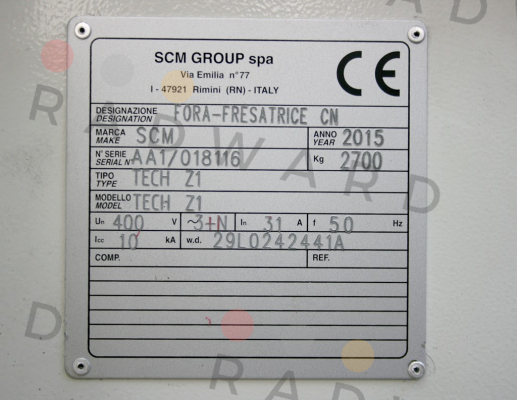 SCM GROUP spa
Via Emilia n°77
I - 47921 Rimini (RN) - ITALY
CE
DESIGNAZIONE FORA-FRESATRICE CN
DESIGNATION
MARCA SCM ANNO 2015
MAKE YEAR
N° SERIE AA1/018116 Kg 2700
SERIAL N°
TIPO TECH Z1
TYPE
MODELLO TECH Z1
MODEL
Un 400 V ~3+N In 31 A f 50 Hz
Icc 10 kA w.d. 29L0242441A
COMP. REF.
RADWARD
RADWARD